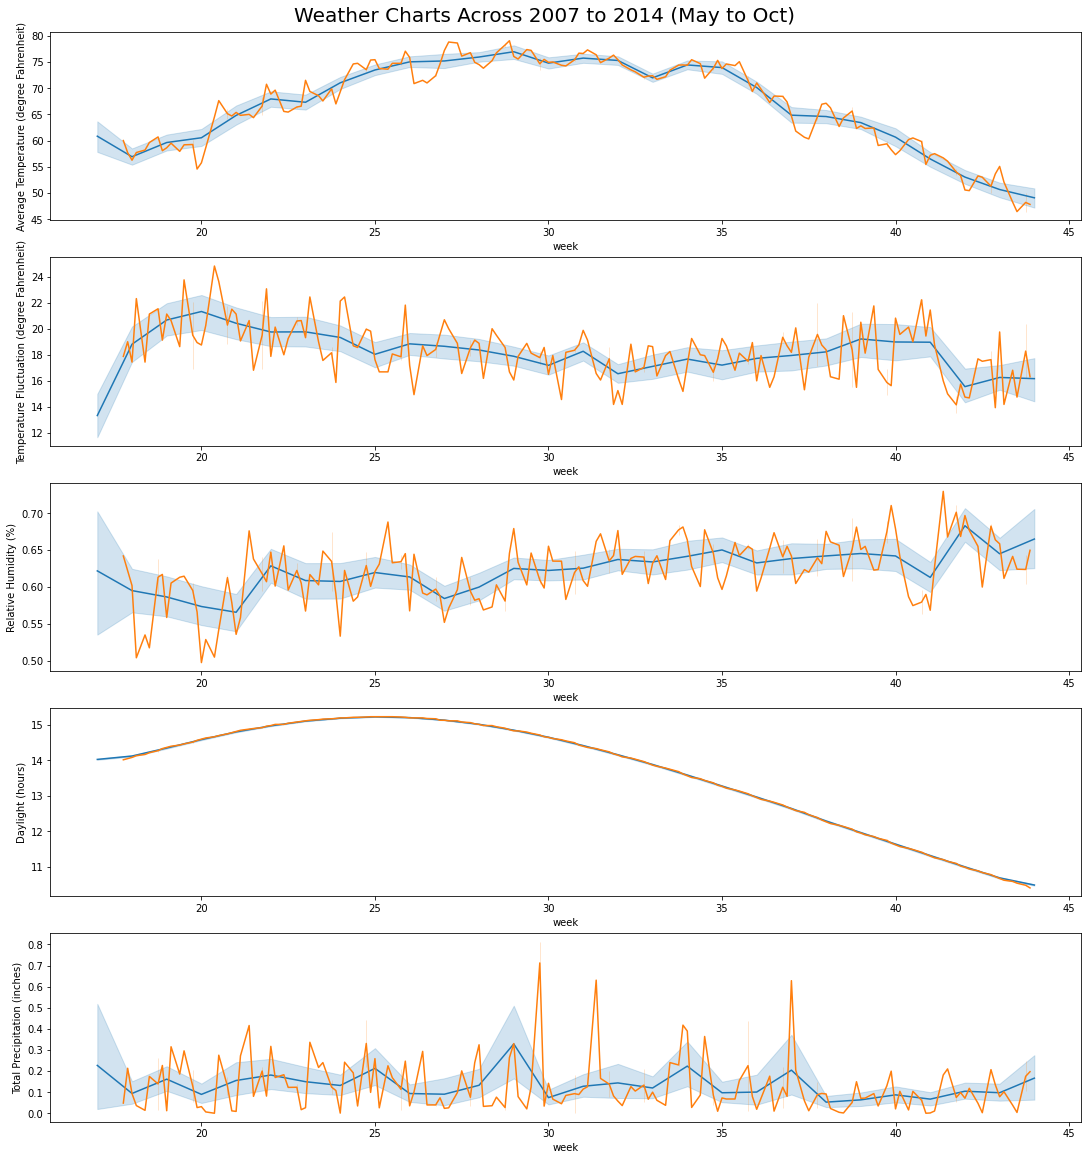 Weather Charts Across 2007 to 2014 (May to Oct)
Average Temperature (degree Fahrenheit)
80
75
70
65
60
55
50
45
20 25 30 35 40 45
week
Temperature Fluctuation (degree Fahrenheit)
24
22
20
18
16
14
12
20 25 30 35 40 45
week
Relative Humidity (%)
0.70
0.65
0.60
0.55
0.50
20 25 30 35 40 45
week
Daylight (hours)
15
14
13
12
11
20 25 30 35 40 45
week
Total Precipitation (inches)
0.8
0.7
0.6
0.5
0.4
0.3
0.2
0.1
0.0
20 25 30 35 40 45
week